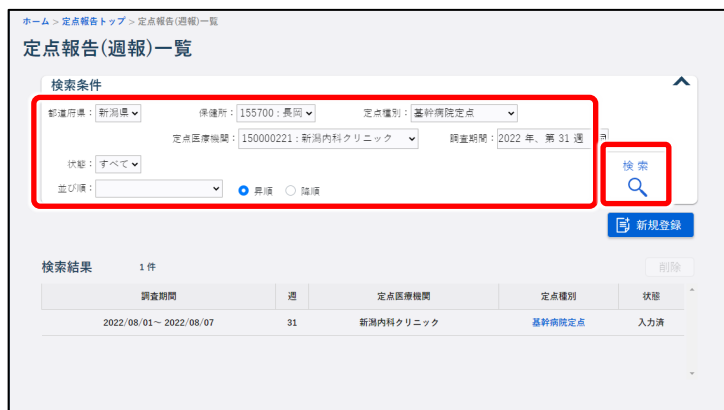 ホーム > 定点報告トップ > 定点報告(週報)一覧
定点報告(週報)一覧
検索条件
都道府県： 新潟県 保健所： 155700：長岡 定点種別： 基幹病院定点
定点医療機関： 150000221：新潟内科クリニック 調査期間： 2022 年、第 31 週
状態： すべて
並び順： 昇順 降順
検索
新規登録
検索結果 1 件 削除
調査期間 週 定点医療機関 定点種別 状態
2022/08/01～ 2022/08/07 31 新潟内科クリニック 基幹病院定点 入力済